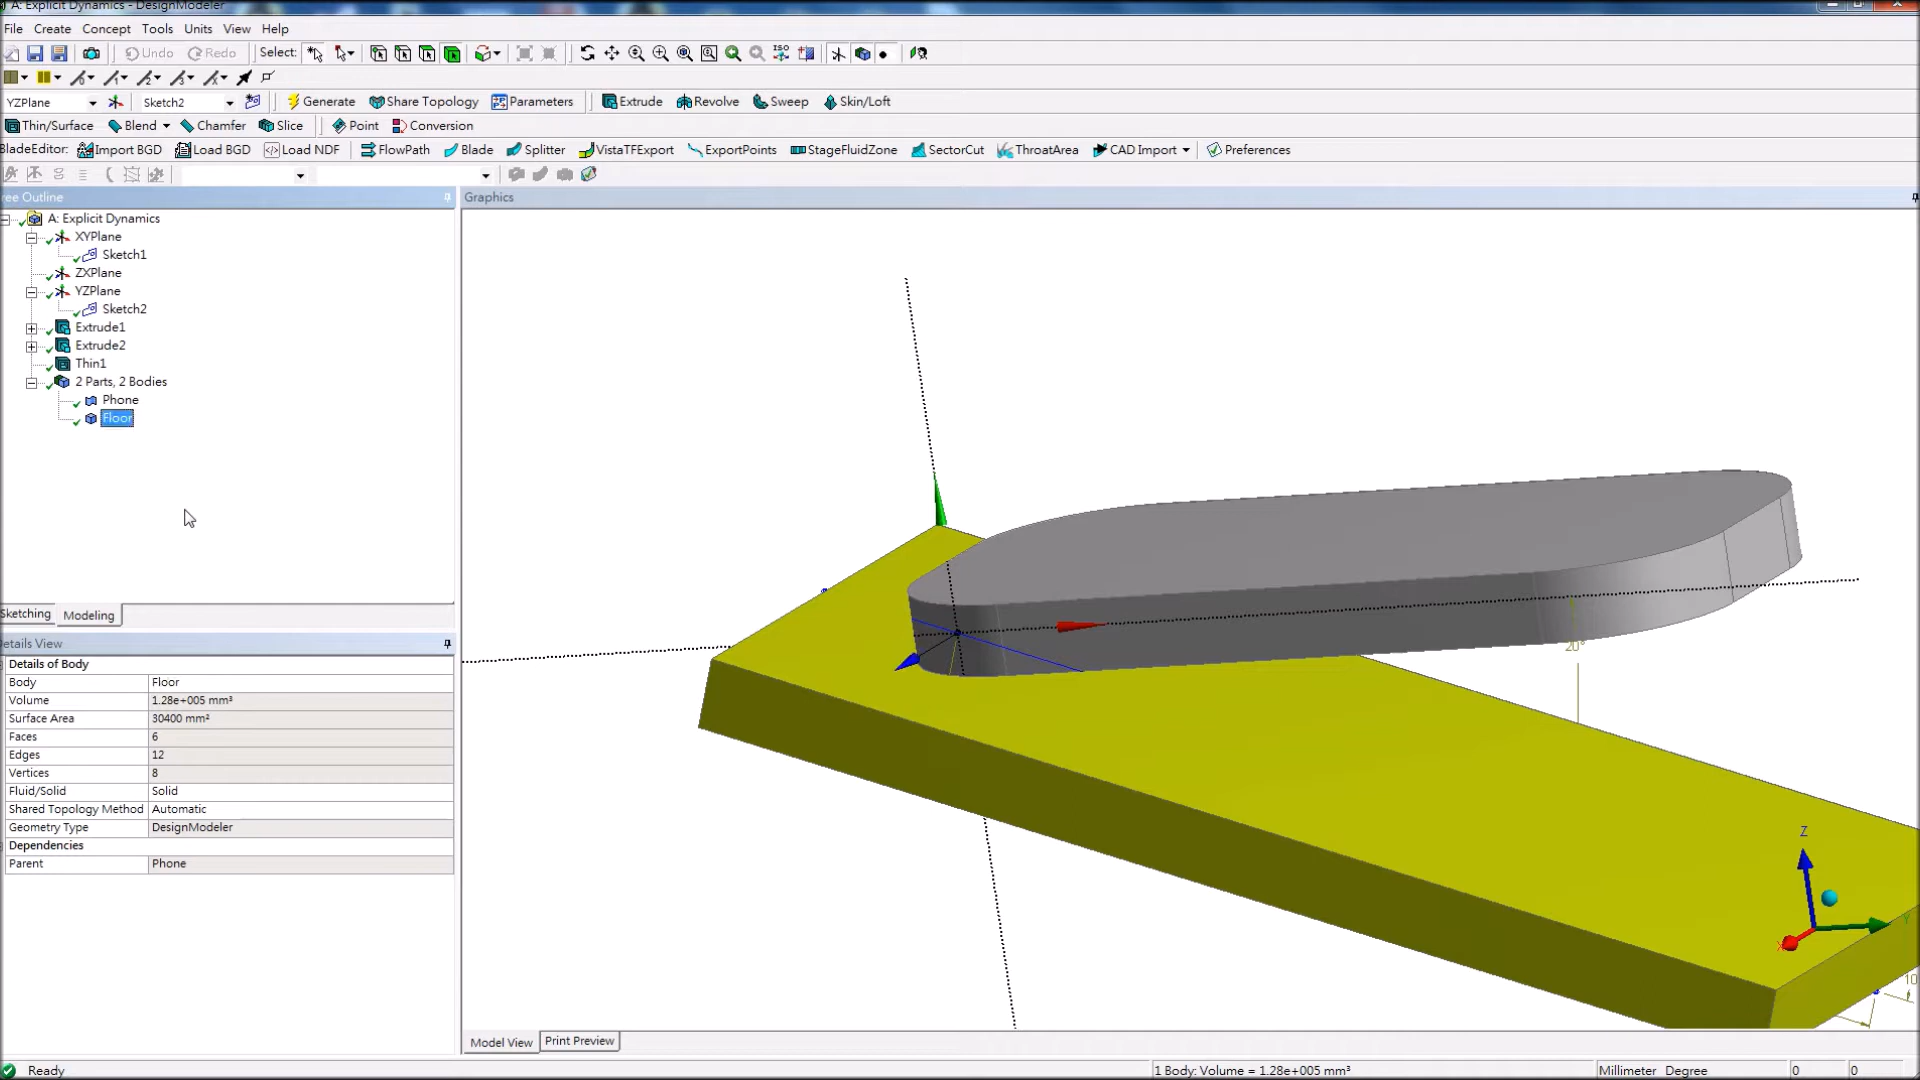 A: Explicit Dynamics - DesignModeler
File Create Concept Tools Units View Help
Undo Redo Select: ISO
YZPlane Sketch2 Generate Share Topology Parameters Extrude Revolve Sweep Skin/Loft
Thin/Surface Blend Chamfer Slice Point Conversion
BladeEditor: Import BGD Load BGD Load NDF FlowPath Blade Splitter VistaTFExport ExportPoints StageFluidZone SectorCut ThroatArea CAD Import Preferences
ree Outline
Graphics
A: Explicit Dynamics
XYPlane
Sketch1
ZXPlane
YZPlane
Sketch2
Extrude1
Extrude2
Thin1
2 Parts, 2 Bodies
Phone
Floor
Sketching Modeling
etails View
Details of Body
Body Floor
Volume 1.28e+005 mm³
Surface Area 30400 mm²
Faces 6
Edges 12
Vertices 8
Fluid/Solid Solid
Shared Topology Method Automatic
Geometry Type DesignModeler
Dependencies
Parent Phone
20°
Z
Y
X
10
Model View Print Preview
Ready
1 Body: Volume = 1.28e+005 mm³
Millimeter Degree 0 0